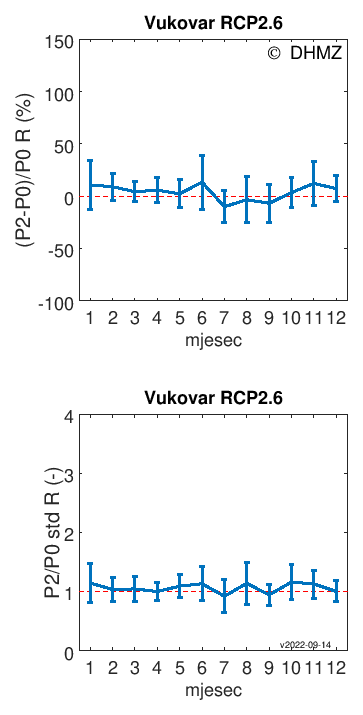 Vukovar RCP2.6
© DHMZ
(P2-P0)/P0 R (%)
150
100
50
0
-50
-100
1 2 3 4 5 6 7 8 9 10 11 12
mjesec
Vukovar RCP2.6
P2/P0 std R (-)
4
3
2
1
0
v2022-09-14
1 2 3 4 5 6 7 8 9 10 11 12
mjesec